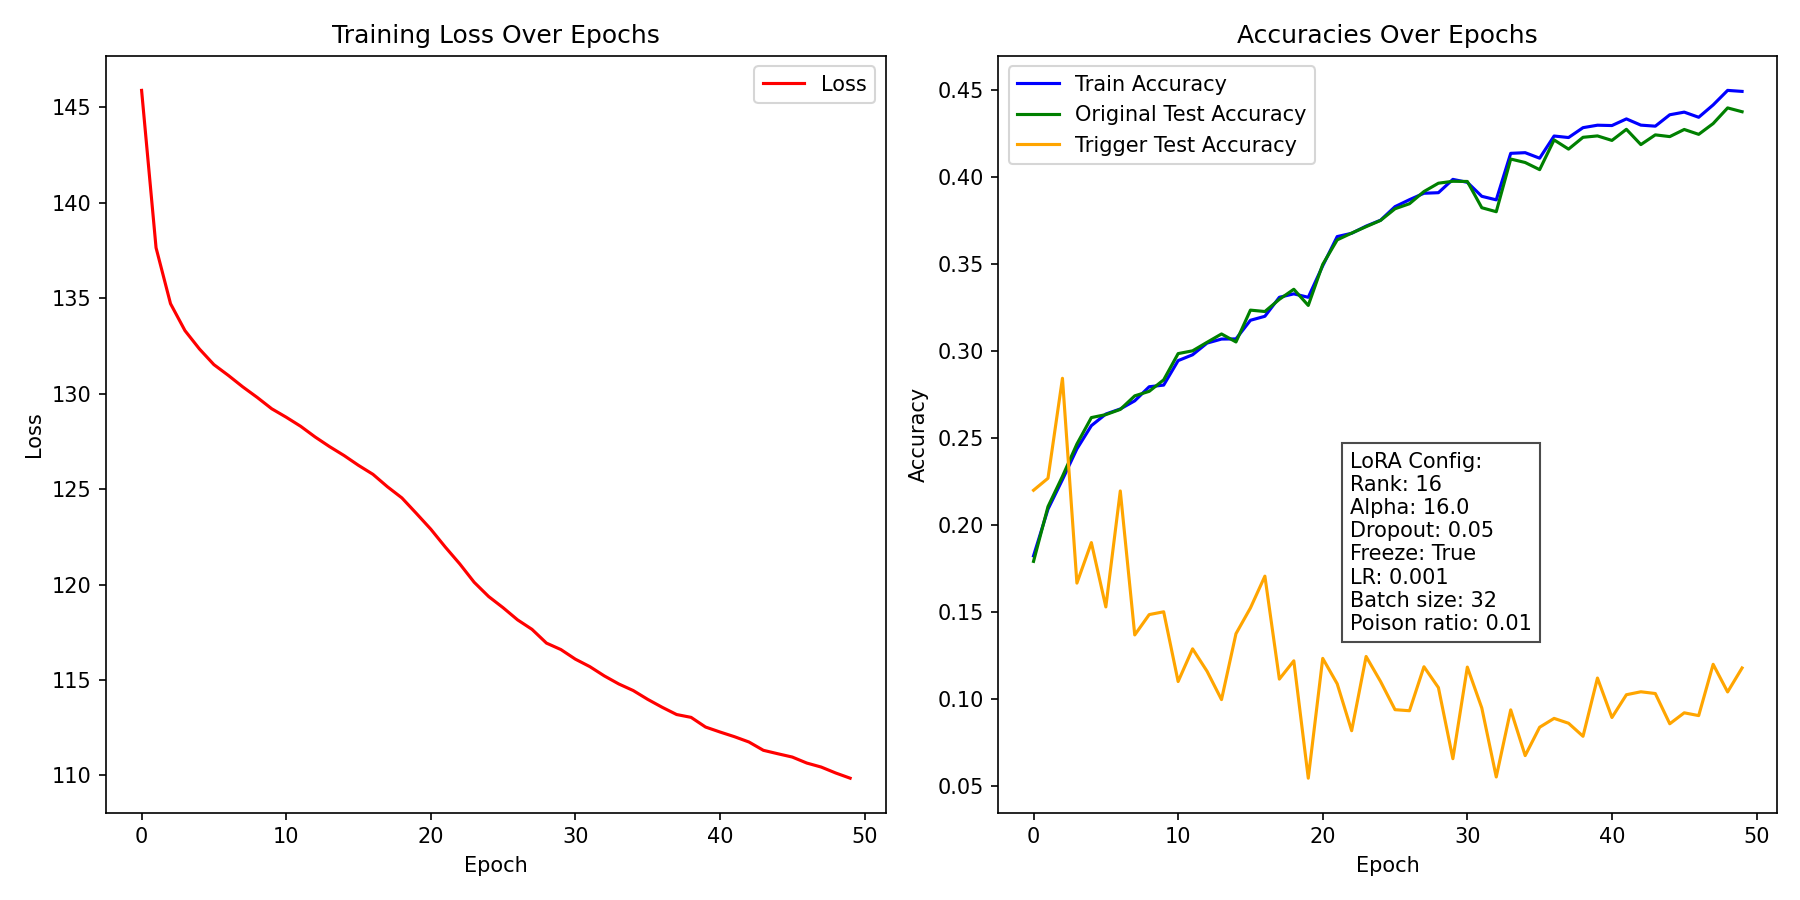 Training Loss Over Epochs
Loss
145
140
135
130
125
120
115
110
Loss
0
10
20
30
40
50
Epoch
Accuracies Over Epochs
Train Accuracy
Original Test Accuracy
Trigger Test Accuracy
0.45
0.40
0.35
0.30
0.25
0.20
0.15
0.10
0.05
Accuracy
LoRA Config:
Rank: 16
Alpha: 16.0
Dropout: 0.05
Freeze: True
LR: 0.001
Batch size: 32
Poison ratio: 0.01
0
10
20
30
40
50
Epoch